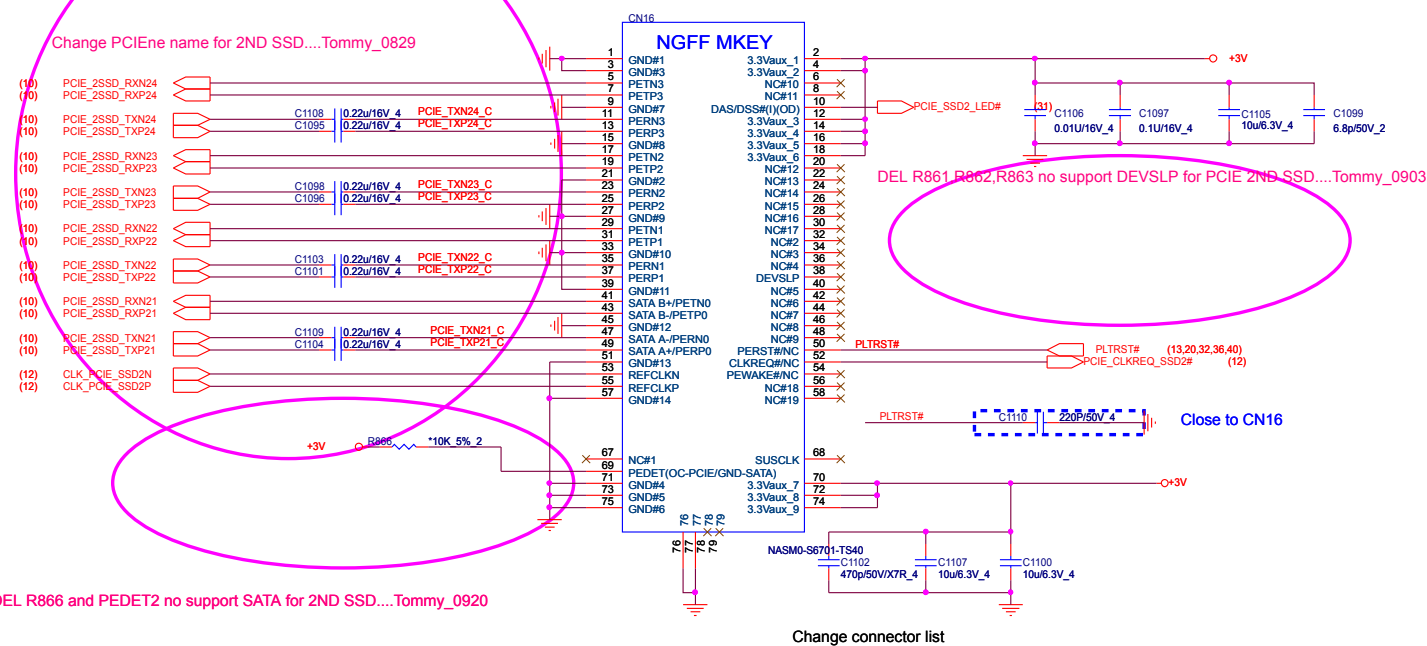 CN16
NGFF MKEY
Change PCIEne name for 2ND SSD....Tommy_0829
1 GND#1 3.3Vaux_1 2 +3V
3 GND#3 3.3Vaux_2 4
(10) PCIE_2SSD_RXN24 5 PETN3 NC#10 6
(10) PCIE_2SSD_RXP24 7 PETP3 NC#11 8
9 GND#7 DAS/DSS#(I)(OD) 10 PCIE_SSD2_LED# (31)
(10) PCIE_2SSD_TXN24 C1108 0.22u/16V_4 PCIE_TXN24_C 11 PERN3 3.3Vaux_3 12
(10) PCIE_2SSD_TXP24 C1095 0.22u/16V_4 PCIE_TXP24_C 13 PERP3 3.3Vaux_4 14
15 GND#8 3.3Vaux_5 16
(10) PCIE_2SSD_RXN23 17 PETN2 3.3Vaux_6 18
(10) PCIE_2SSD_RXP23 19 PETP2 NC#12 20
21 GND#2 NC#13 22
(10) PCIE_2SSD_TXN23 C1098 0.22u/16V_4 PCIE_TXN23_C 23 PERN2 NC#14 24
(10) PCIE_2SSD_TXP23 C1096 0.22u/16V_4 PCIE_TXP23_C 25 PERP2 NC#15 26
27 GND#9 NC#16 28
(10) PCIE_2SSD_RXN22 29 PETN1 NC#17 30
(10) PCIE_2SSD_RXP22 31 PETP1 NC#2 32
33 GND#10 NC#3 34
(10) PCIE_2SSD_TXN22 C1103 0.22u/16V_4 PCIE_TXN22_C 35 PERN1 NC#4 36
(10) PCIE_2SSD_TXP22 C1101 0.22u/16V_4 PCIE_TXP22_C 37 PERP1 DEVSLP 38
39 GND#11 NC#5 40
(10) PCIE_2SSD_RXN21 41 SATA B+/PETN0 NC#6 42
(10) PCIE_2SSD_RXP21 43 SATA B-/PETP0 NC#7 44
45 GND#12 NC#8 46
(10) PCIE_2SSD_TXN21 C1109 0.22u/16V_4 PCIE_TXN21_C 47 SATA A-/PERN0 NC#9 48
(10) PCIE_2SSD_TXP21 C1104 0.22u/16V_4 PCIE_TXP21_C 49 SATA A+/PERP0 PERST#/NC 50 PLTRST# PLTRST# (13,20,32,36,40)
51 GND#13 CLKREQ#/NC 52 PCIE_CLKREQ_SSD2# (12)
(12) CLK_PCIE_SSD2N 53 REFCLKN PEWAKE#/NC 54
(12) CLK_PCIE_SSD2P 55 REFCLKP NC#18 56
57 GND#14 NC#19 58
C1106 0.01U/16V_4
C1097 0.1U/16V_4
C1105 10u/6.3V_4
C1099 6.8p/50V_2
DEL R861,R862,R863 no support DEVSLP for PCIE 2ND SSD....Tommy_0903
PLTRST# C1110 220P/50V_4 Close to CN16
+3V R866 *10K_5%_2
67 NC#1 SUSCLK 68
69 PEDET(OC-PCIE/GND-SATA)
71 GND#4 3.3Vaux_7 70 +3V
73 GND#5 3.3Vaux_8 72
75 GND#6 3.3Vaux_9 74
76 77 78 79
76 77 78 79
NASM0-S6701-TS40
C1102 470p/50V/X7R_4
C1107 10u/6.3V_4
C1100 10u/6.3V_4
DEL R866 and PEDET2 no support SATA for 2ND SSD....Tommy_0920
Change connector list